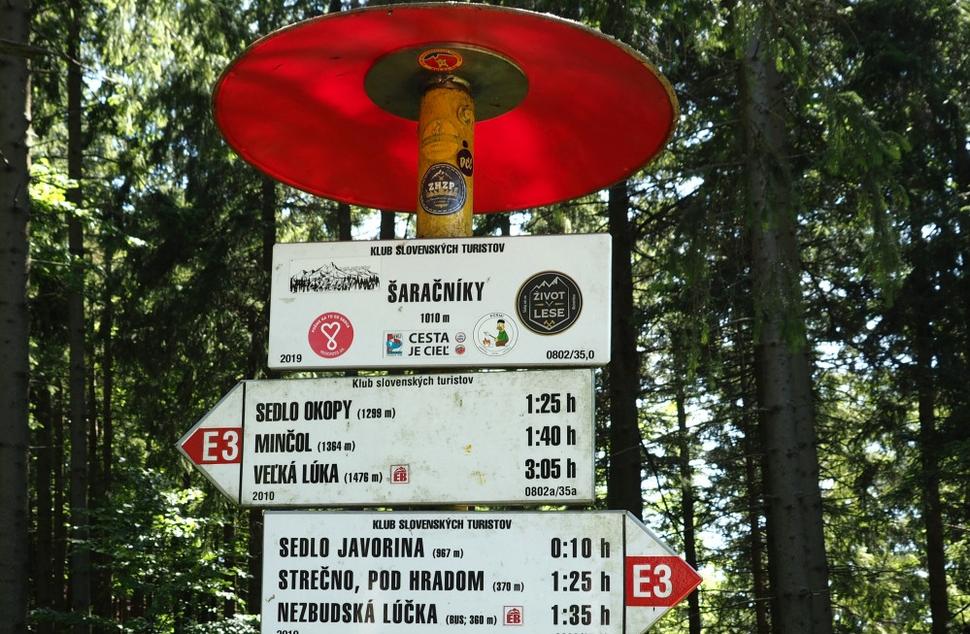 DCC
ZHZP
KLUB SLOVENSKÝCH TURISTOV
ŠARAČNÍKY
1010 m
ŽIVOT
V
LESE
CESTA
JE CIEĽ
2019
0802/35,0
Klub slovenských turistov
SEDLO OKOPY (1299 m) 1:25 h
E3
MINČOL (1364 m) 1:40 h
VEĽKÁ LÚKA (1476 m) 3:05 h
2010
0802a/35a
KLUB SLOVENSKÝCH TURISTOV
SEDLO JAVORINA (967 m) 0:10 h
STREČNO, POD HRADOM (370 m) 1:25 h
E3
NEZBUDSKÁ LÚČKA (BUS; 360 m) 1:35 h